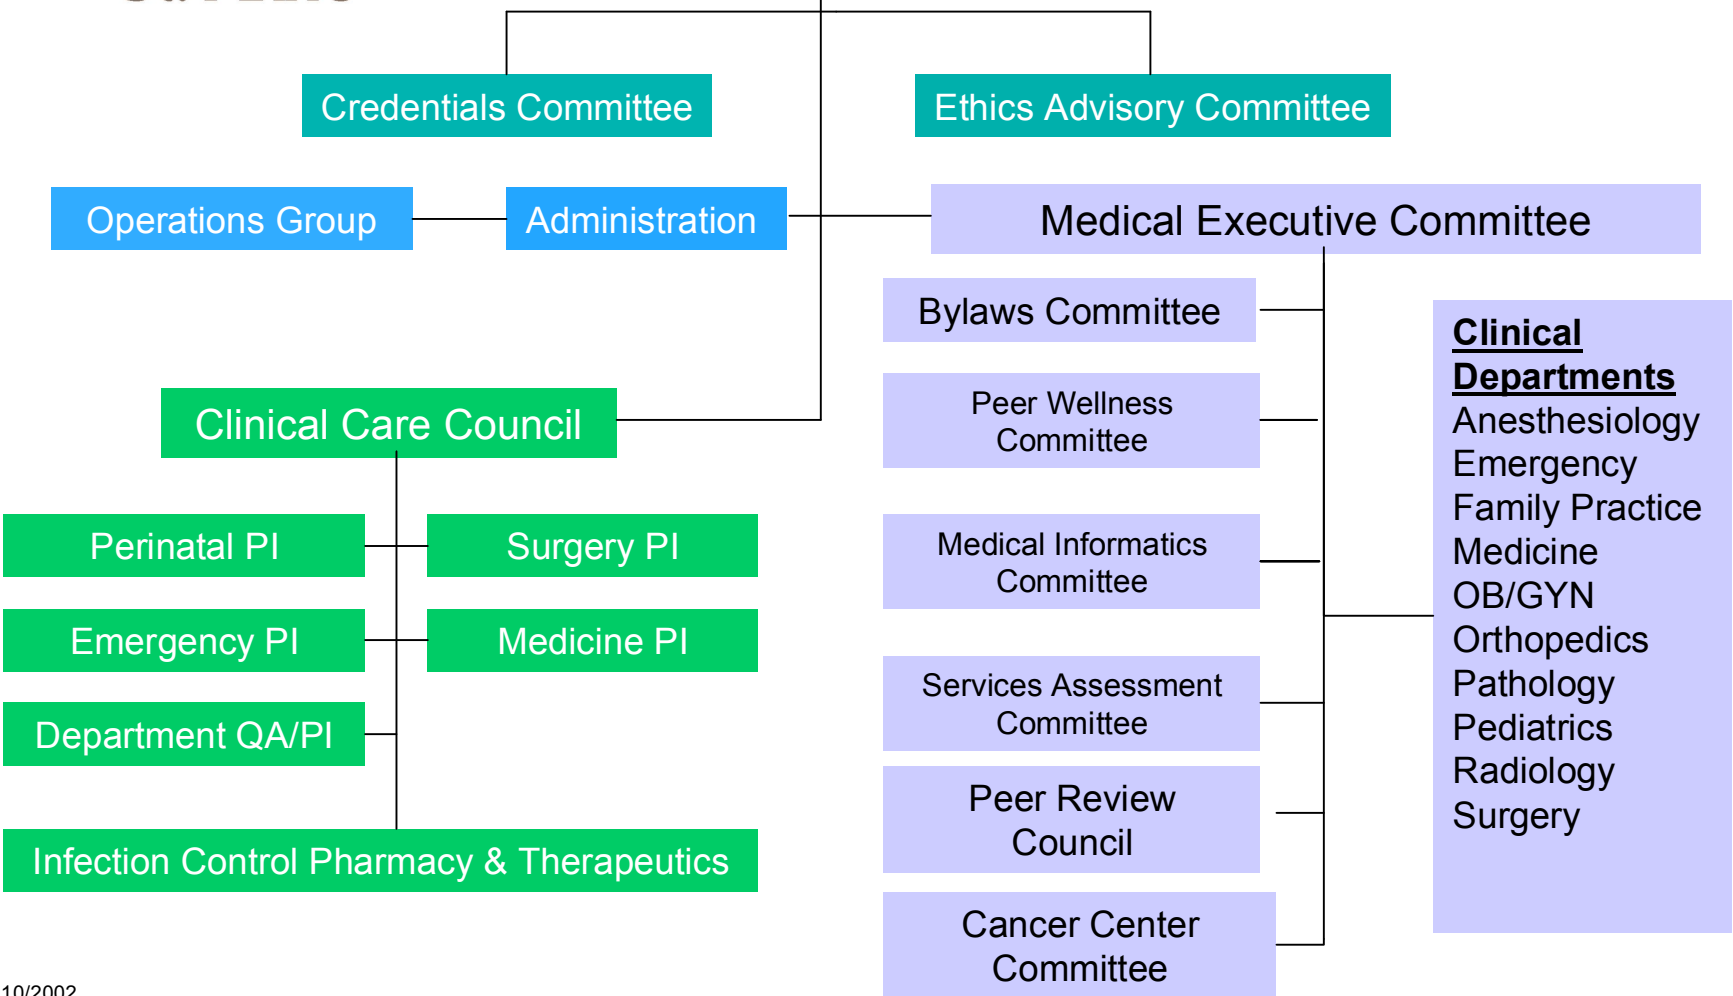 Credentials Committee
Ethics Advisory Committee
Operations Group
Administration
Medical Executive Committee
Bylaws Committee
Clinical
Departments
Anesthesiology
Emergency
Family Practice
Medicine
OB/GYN
Orthopedics
Pathology
Pediatrics
Radiology
Surgery
Peer Wellness
Committee
Clinical Care Council
Perinatal PI
Surgery PI
Medical Informatics
Committee
Emergency PI
Medicine PI
Services Assessment
Committee
Department QA/PI
Peer Review
Council
Infection Control Pharmacy & Therapeutics
Cancer Center
Committee
10/2002